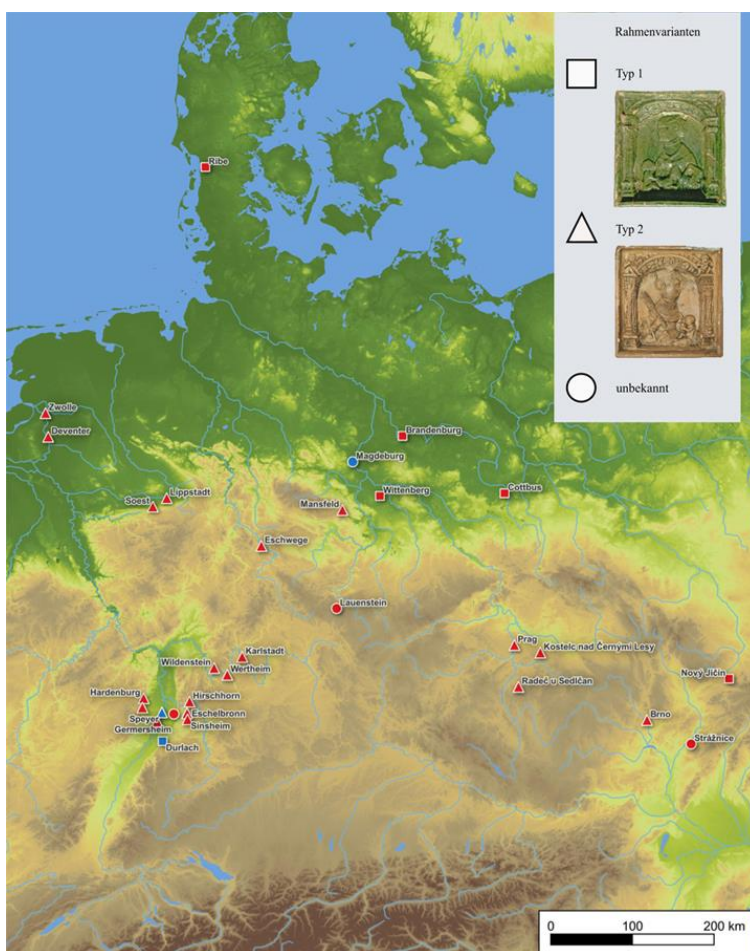 Rahmenvarianten
Typ 1
Typ 2
unbekannt
Ribe
Zwolle
Deventer
Brandenburg
Magdeburg
Wittenberg
Cottbus
Lippstadt
Soest
Mansfeld
Eschwege
Lauenstein
Karlstadt
Wildenstein
Wertheim
Prag
Kostelc nad Černými Lesy
Radeč u Sedlčan
Nový Jičín
Hardenburg
Hirschhorn
Speyer
Eschelbronn
Germersheim
Sinsheim
Durlach
Brno
Strážnice
0 100 200 km